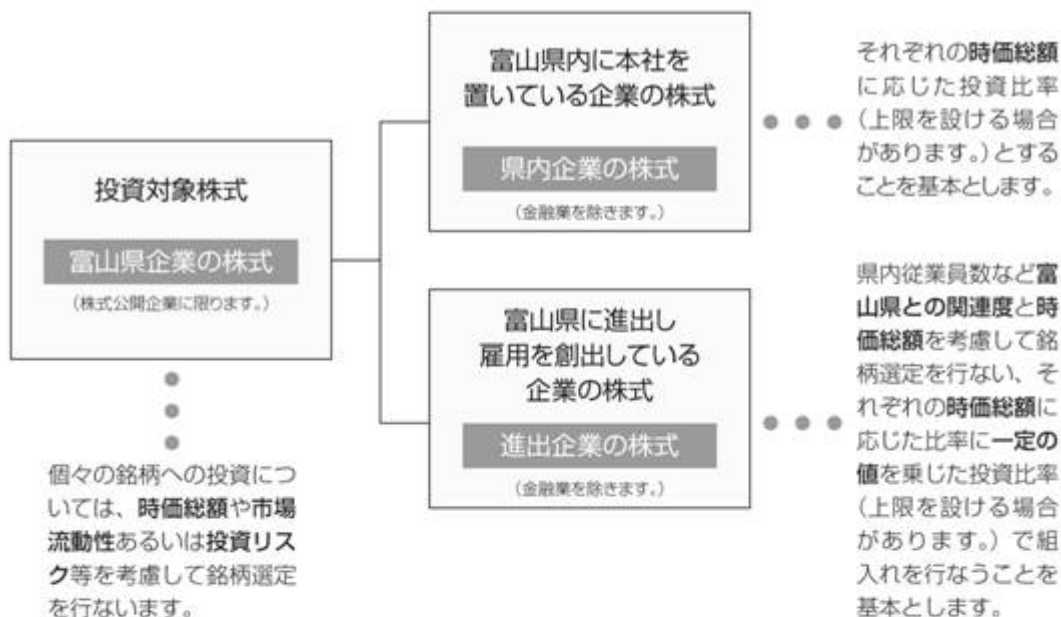 投資対象株式
富山県企業の株式
(株式公開企業に限ります。)
個々の銘柄への投資につ
いては、時価総額や市場
流動性あるいは投資リス
ク等を考慮して銘柄選定
を行ないます。
富山県内に本社を
置いている企業の株式
県内企業の株式
(金融業を除きます。)
それぞれの時価総額
に応じた投資比率
(上限を設ける場合
があります。)とする
ことを基本とします。
富山県に進出し
雇用を創出している
企業の株式
進出企業の株式
(金融業を除きます。)
県内従業員数など富
山県との関連度と時
価総額を考慮して銘
柄選定を行ない、そ
れぞれの時価総額に
応じた比率に一定の
値を乗じた投資比率
(上限を設ける場合
があります。)で組
入れを行なうことを
基本とします。